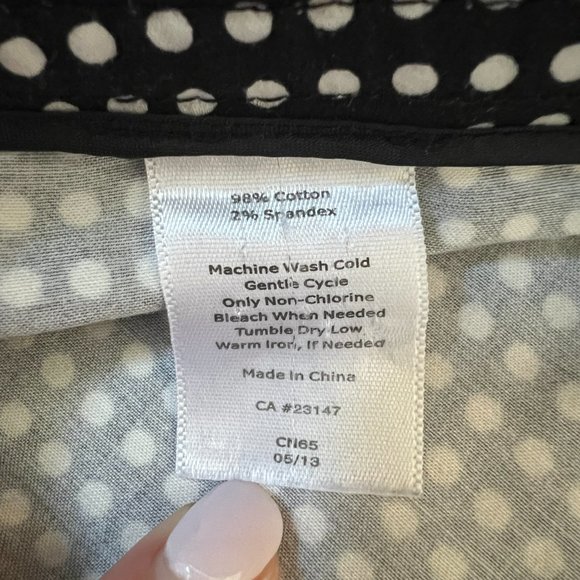 98% Cotton
2% Spandex
Machine Wash Cold
Gentle Cycle
Only Non-Chlorine
Bleach When Needed
Tumble Dry Low
Warm Iron, If Needed
Made In China
CA #23147
CN65
05/13